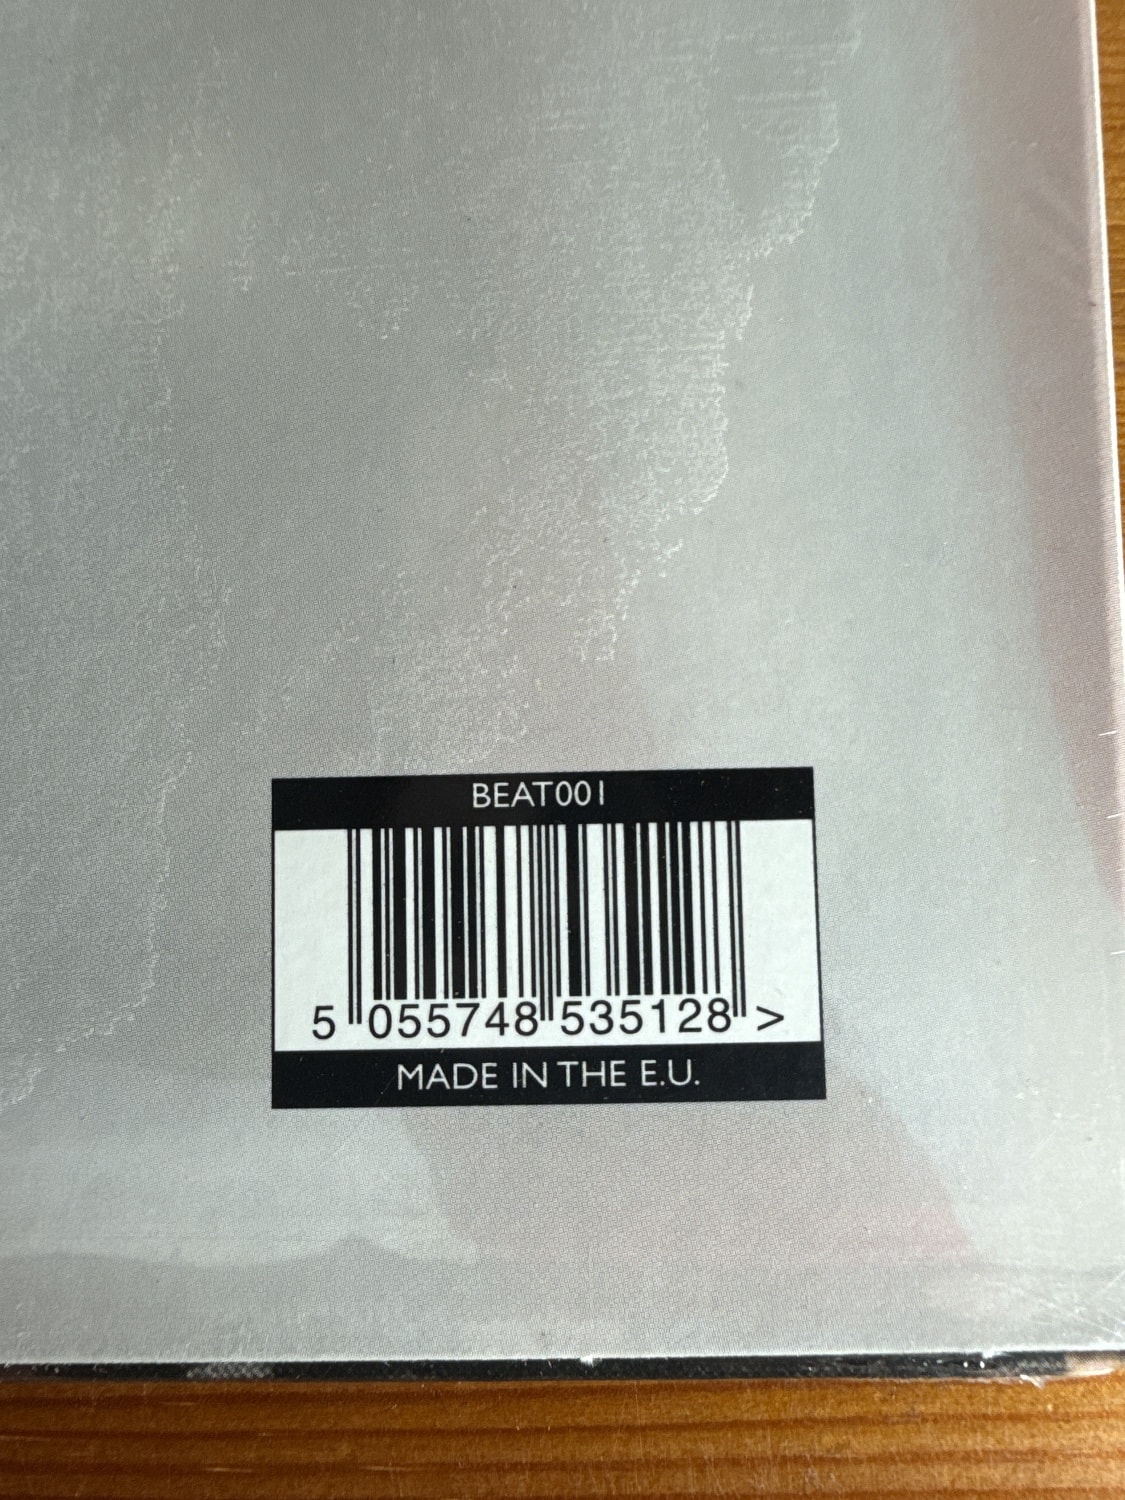 BEAT001
5 055748 535128 >
MADE IN THE E.U.